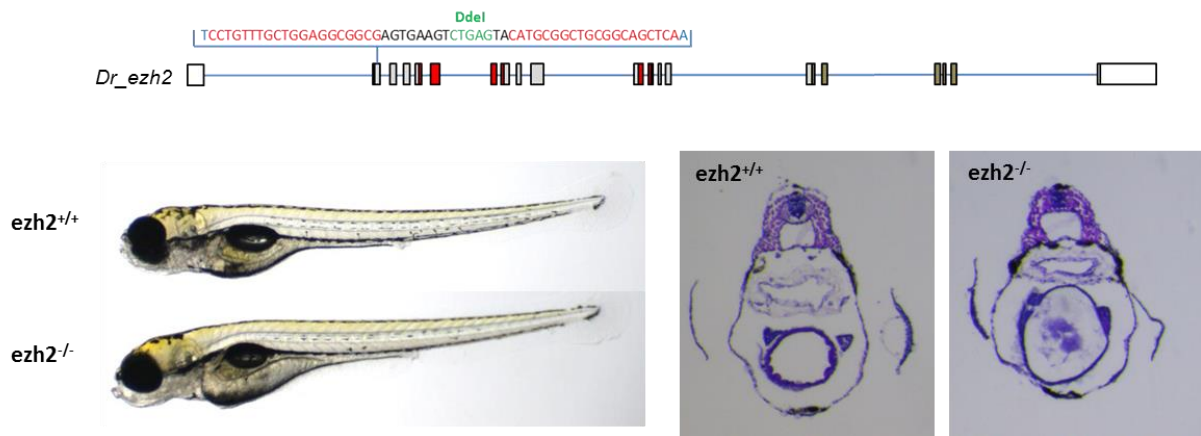 DdeI
TCCTGTTTGCTGGAGGCGGCGAGTGAAGTCTGAGTACATGCGGCTGCGGCAGCTCAA
Dr_ezh2
ezh2+/+
ezh2-/-
ezh2+/+
ezh2-/-